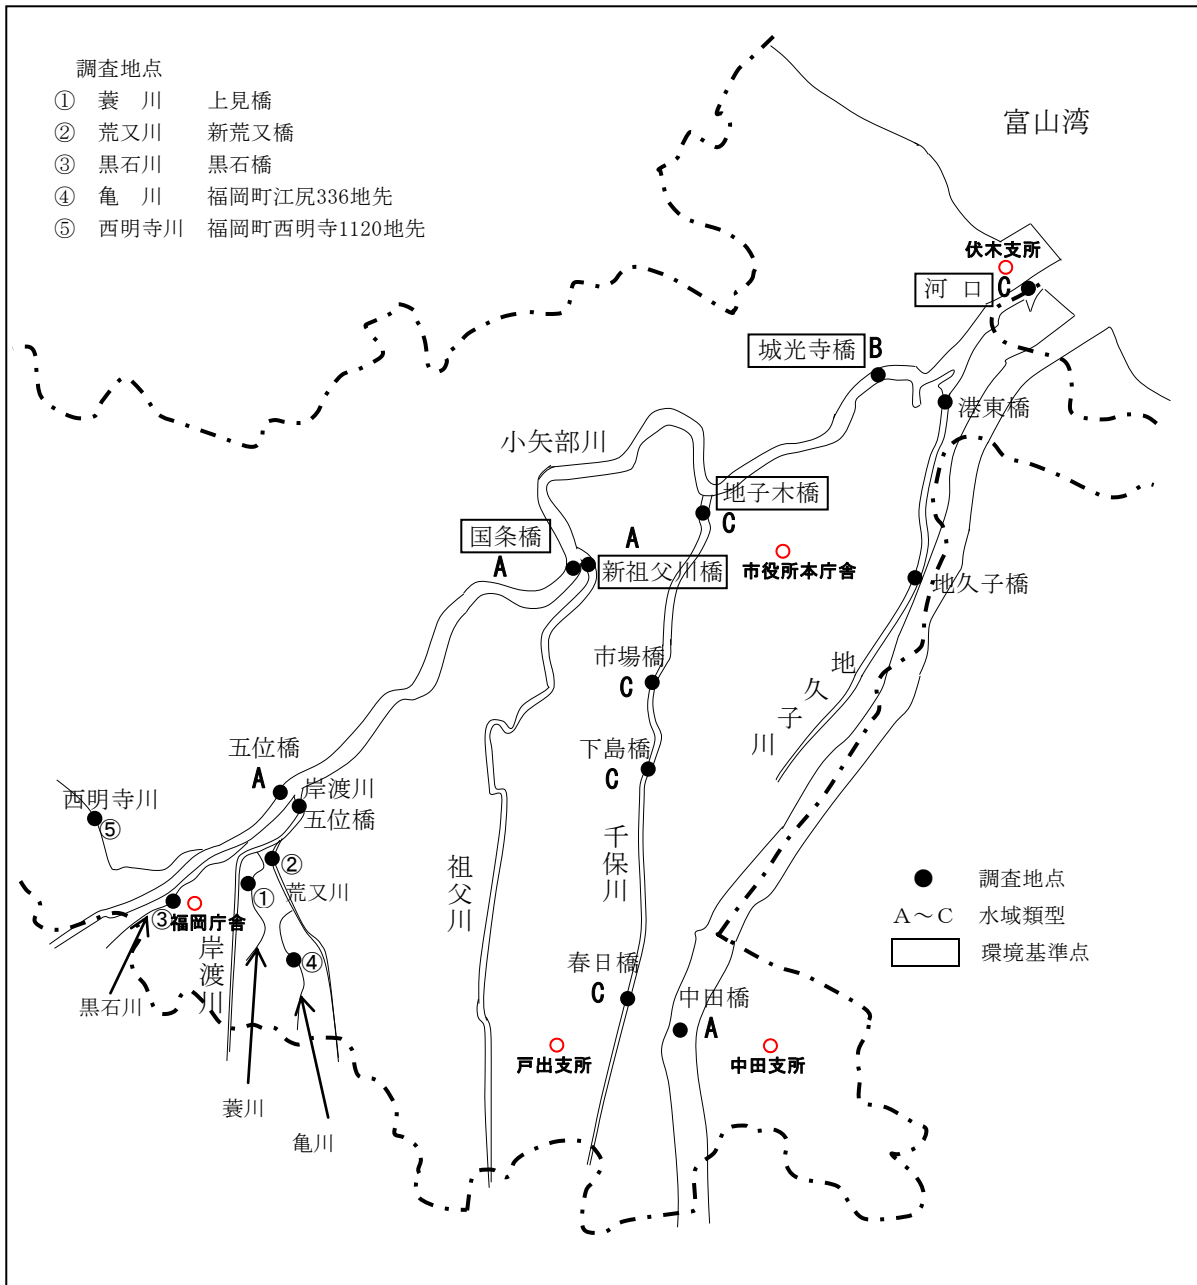 調査地点
① 蓑　川 上見橋
② 荒又川 新荒又橋
③ 黒石川 黒石橋
④ 亀　川 福岡町江尻336地先
⑤ 西明寺川 福岡町西明寺1120地先
富山湾
伏木支所
河 口 C
城光寺橋 B
港東橋
小矢部川
地子木橋
C
国条橋
A
A
新祖父川橋
市役所本庁舎
地久子橋
市場橋
C
地久子川
下島橋
C
五位橋
A
岸渡川
五位橋
西明寺川
⑤
千保川
祖父川
②
①
荒又川
③
福岡庁舎
岸渡川
④
黒石川
春日橋
C
中田橋
A
戸出支所
中田支所
蓑川
亀川
調査地点
A～C 水域類型
環境基準点